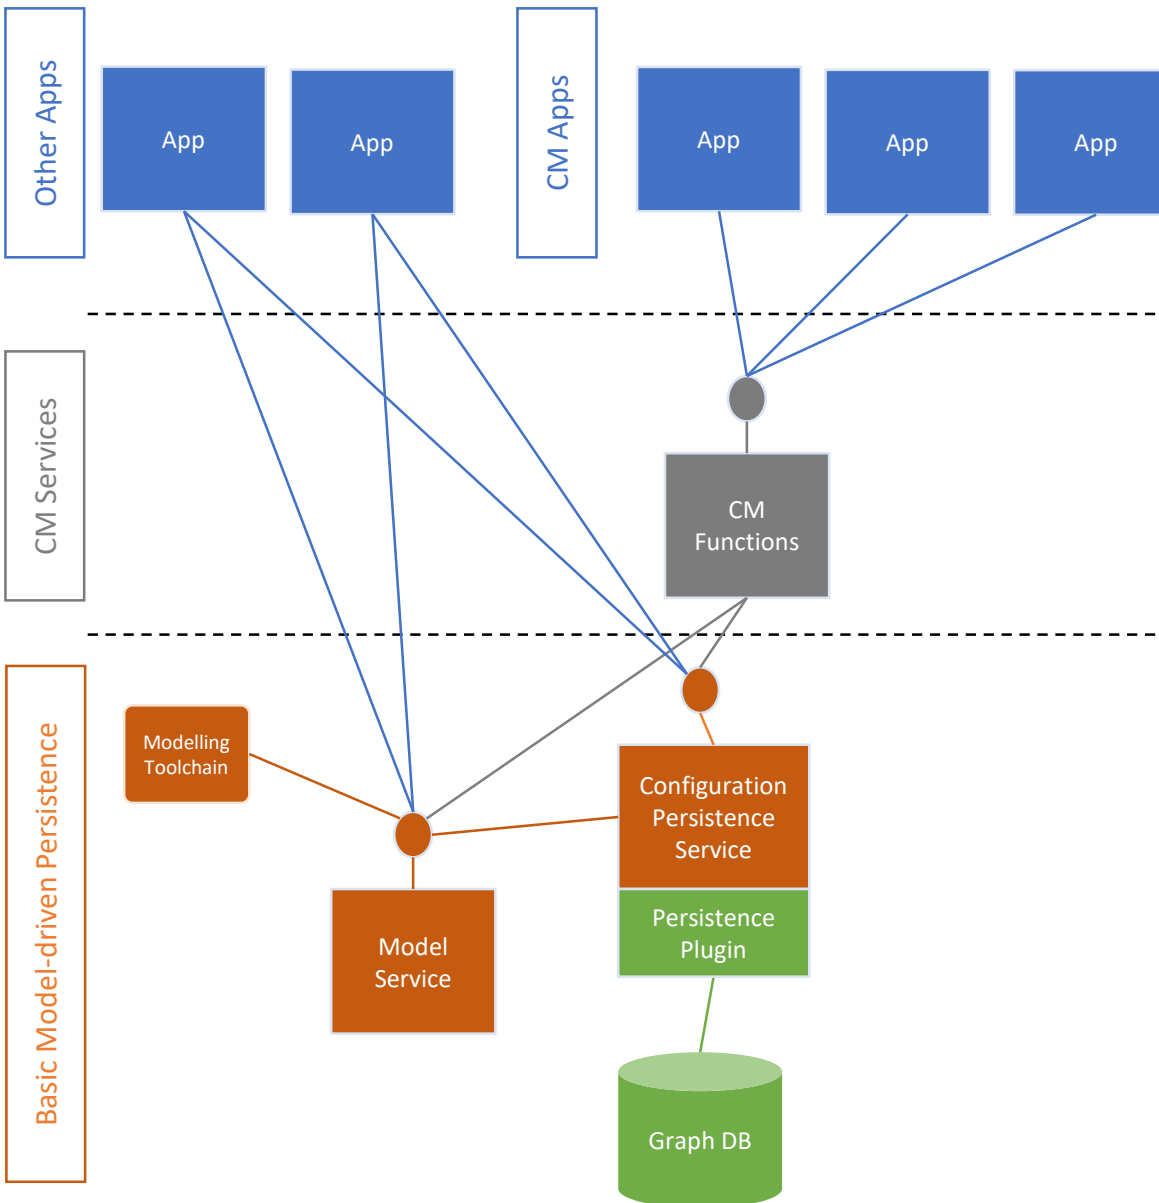 Other Apps
App
App
CM Apps
App
App
App
CM Services
CM
Functions
Basic Model-driven Persistence
Modelling
Toolchain
Configuration
Persistence
Service
Persistence
Plugin
Model
Service
Graph DB